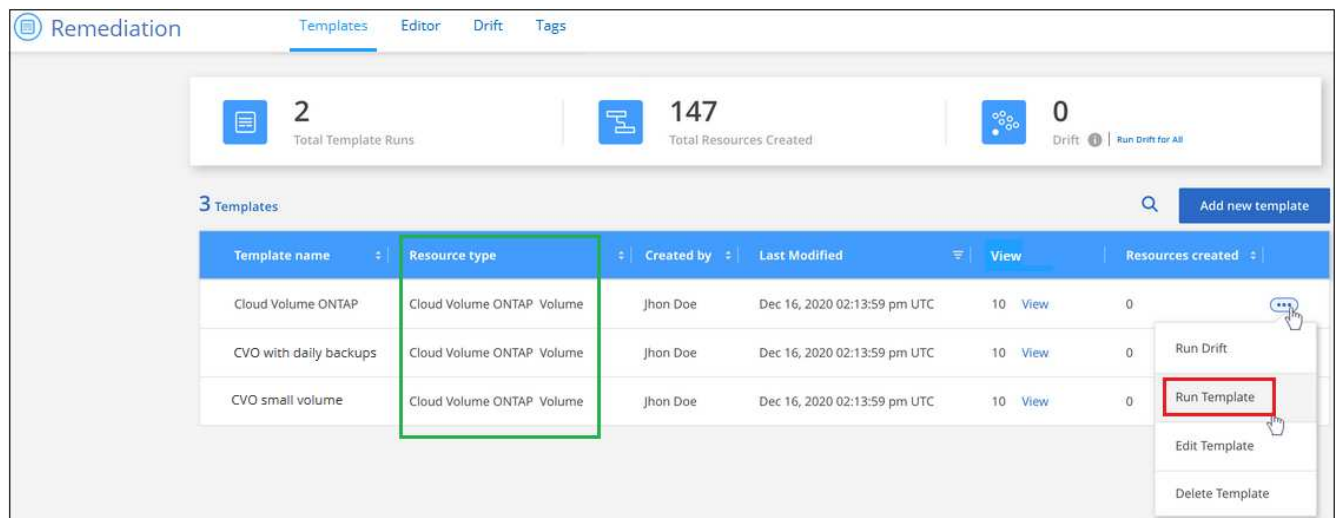 Remediation Templates Editor Drift Tags
2 147 0
Total Template Runs Total Resources Created Drift Run Drift for All
3 Templates Add new template
Template name Resource type Created by Last Modified View Resources created
Cloud Volume ONTAP Cloud Volume ONTAP Volume Jhon Doe Dec 16, 2020 02:13:59 pm UTC 10 View 0
CVO with daily backups Cloud Volume ONTAP Volume Jhon Doe Dec 16, 2020 02:13:59 pm UTC 10 View 0
CVO small volume Cloud Volume ONTAP Volume Jhon Doe Dec 16, 2020 02:13:59 pm UTC 10 View 0
Run Drift
Run Template
Edit Template
Delete Template